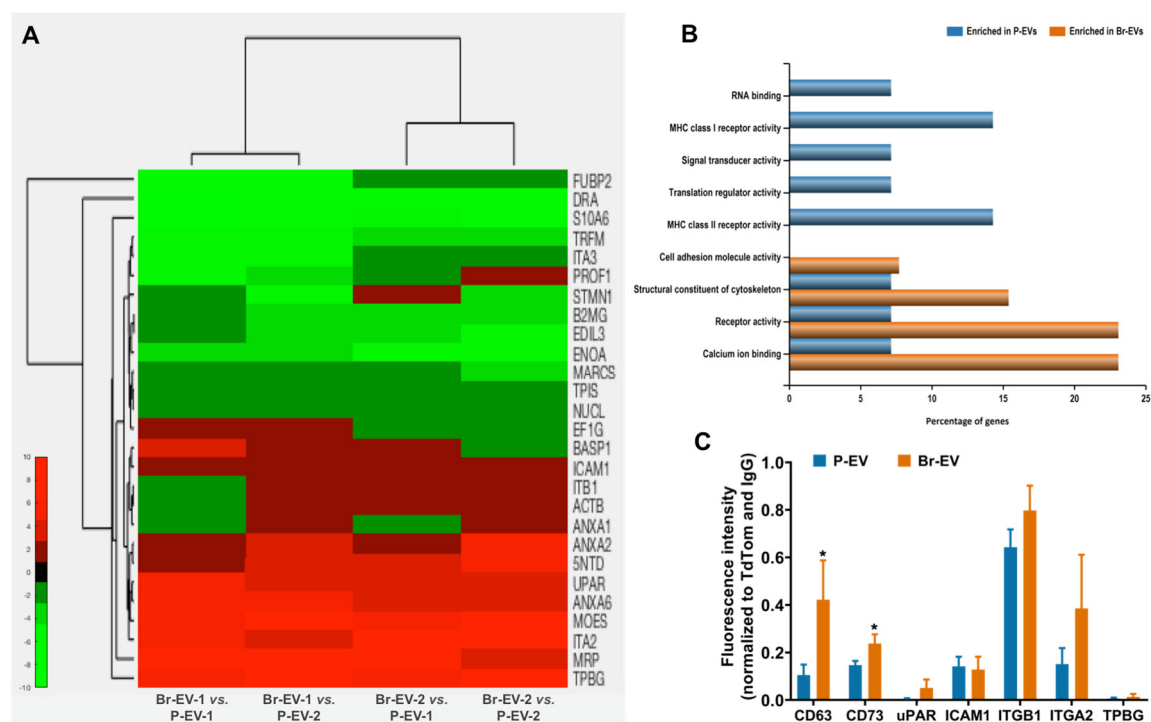 A
FUBP2
DRA
S10A6
TRFM
ITA3
PROF1
STMN1
B2MG
EDIL3
ENOA
MARCS
TPIS
NUCL
EF1G
BASP1
ICAM1
ITB1
ACTB
ANXA1
ANXA2
5NTD
UPAR
ANXA6
MOES
ITA2
MRP
TPBG
10
8
6
4
2
0
-2
-4
-6
-8
-10
Br-EV-1 vs. P-EV-1
Br-EV-1 vs. P-EV-2
Br-EV-2 vs. P-EV-1
Br-EV-2 vs. P-EV-2
B
Enriched in P-EVs
Enriched in Br-EVs
RNA binding
MHC class I receptor activity
Signal transducer activity
Translation regulator activity
MHC class II receptor activity
Cell adhesion molecule activity
Structural constituent of cytoskeleton
Receptor activity
Calcium ion binding
0 5 10 15 20 25
Percentage of genes
C
P-EV
Br-EV
Fluorescence intensity
(normalized to TdTom and IgG)
1.0
0.8
0.6
0.4
0.2
0.0
*
*
CD63 CD73 uPAR ICAM1 ITGB1 ITGA2 TPBG